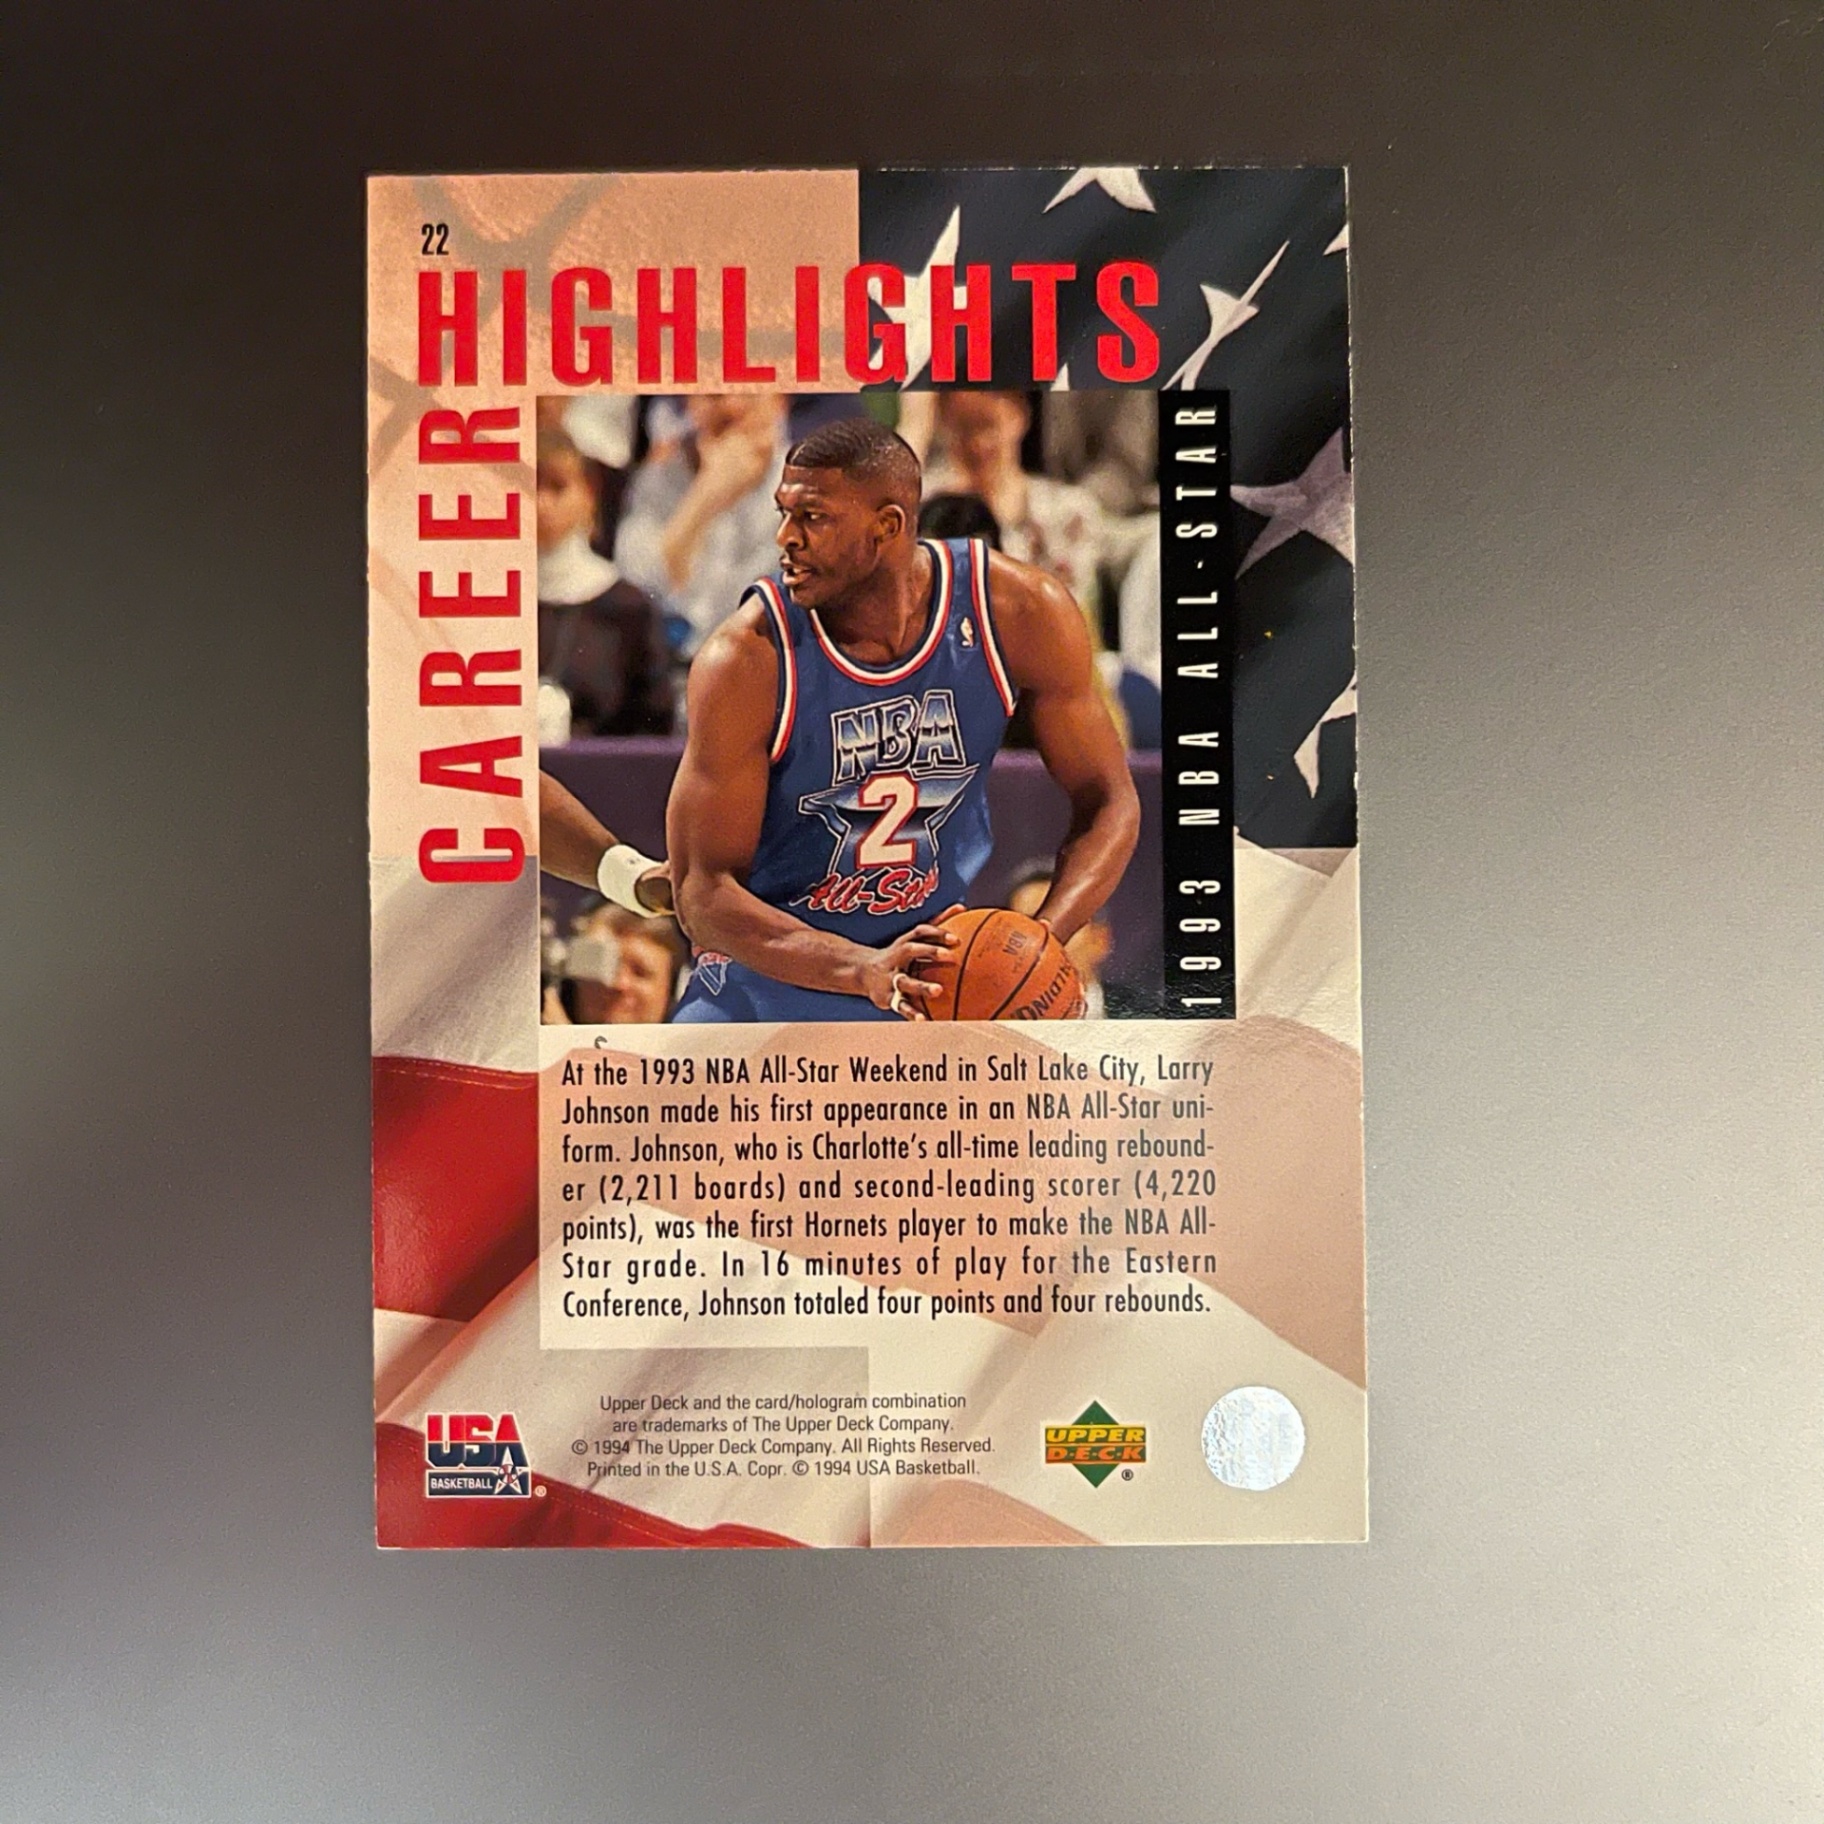 22
HIGHLIGHTS
CAREER
1993 NBA ALL-STAR
NBA
2
All-Star
NBA
At the 1993 NBA All-Star Weekend in Salt Lake City, Larry
Johnson made his first appearance in an NBA All-Star uni-
form. Johnson, who is Charlotte's all-time leading rebound-
er (2,211 boards) and second-leading scorer (4,220
points), was the first Hornets player to make the NBA All-
Star grade. In 16 minutes of play for the Eastern
Conference, Johnson totaled four points and four rebounds.
Upper Deck and the card/hologram combination
are trademarks of The Upper Deck Company.
© 1994 The Upper Deck Company. All Rights Reserved.
Printed in the U.S.A. Copr. © 1994 USA Basketball.
USA
BASKETBALL
®
UPPER
D·E·C·K
®